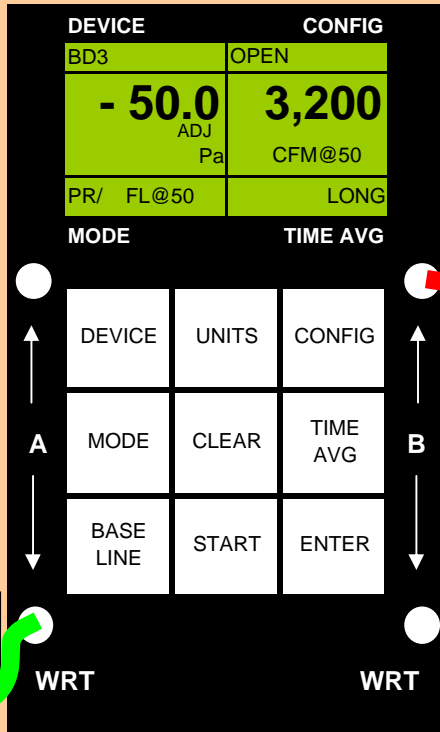 DEVICE CONFIG
BD3 OPEN
- 50.0 3,200
ADJ
Pa CFM@50
PR/ FL@50 LONG
MODE TIME AVG
DEVICE UNITS CONFIG
A MODE CLEAR TIME AVG B
BASE LINE START ENTER
WRT WRT